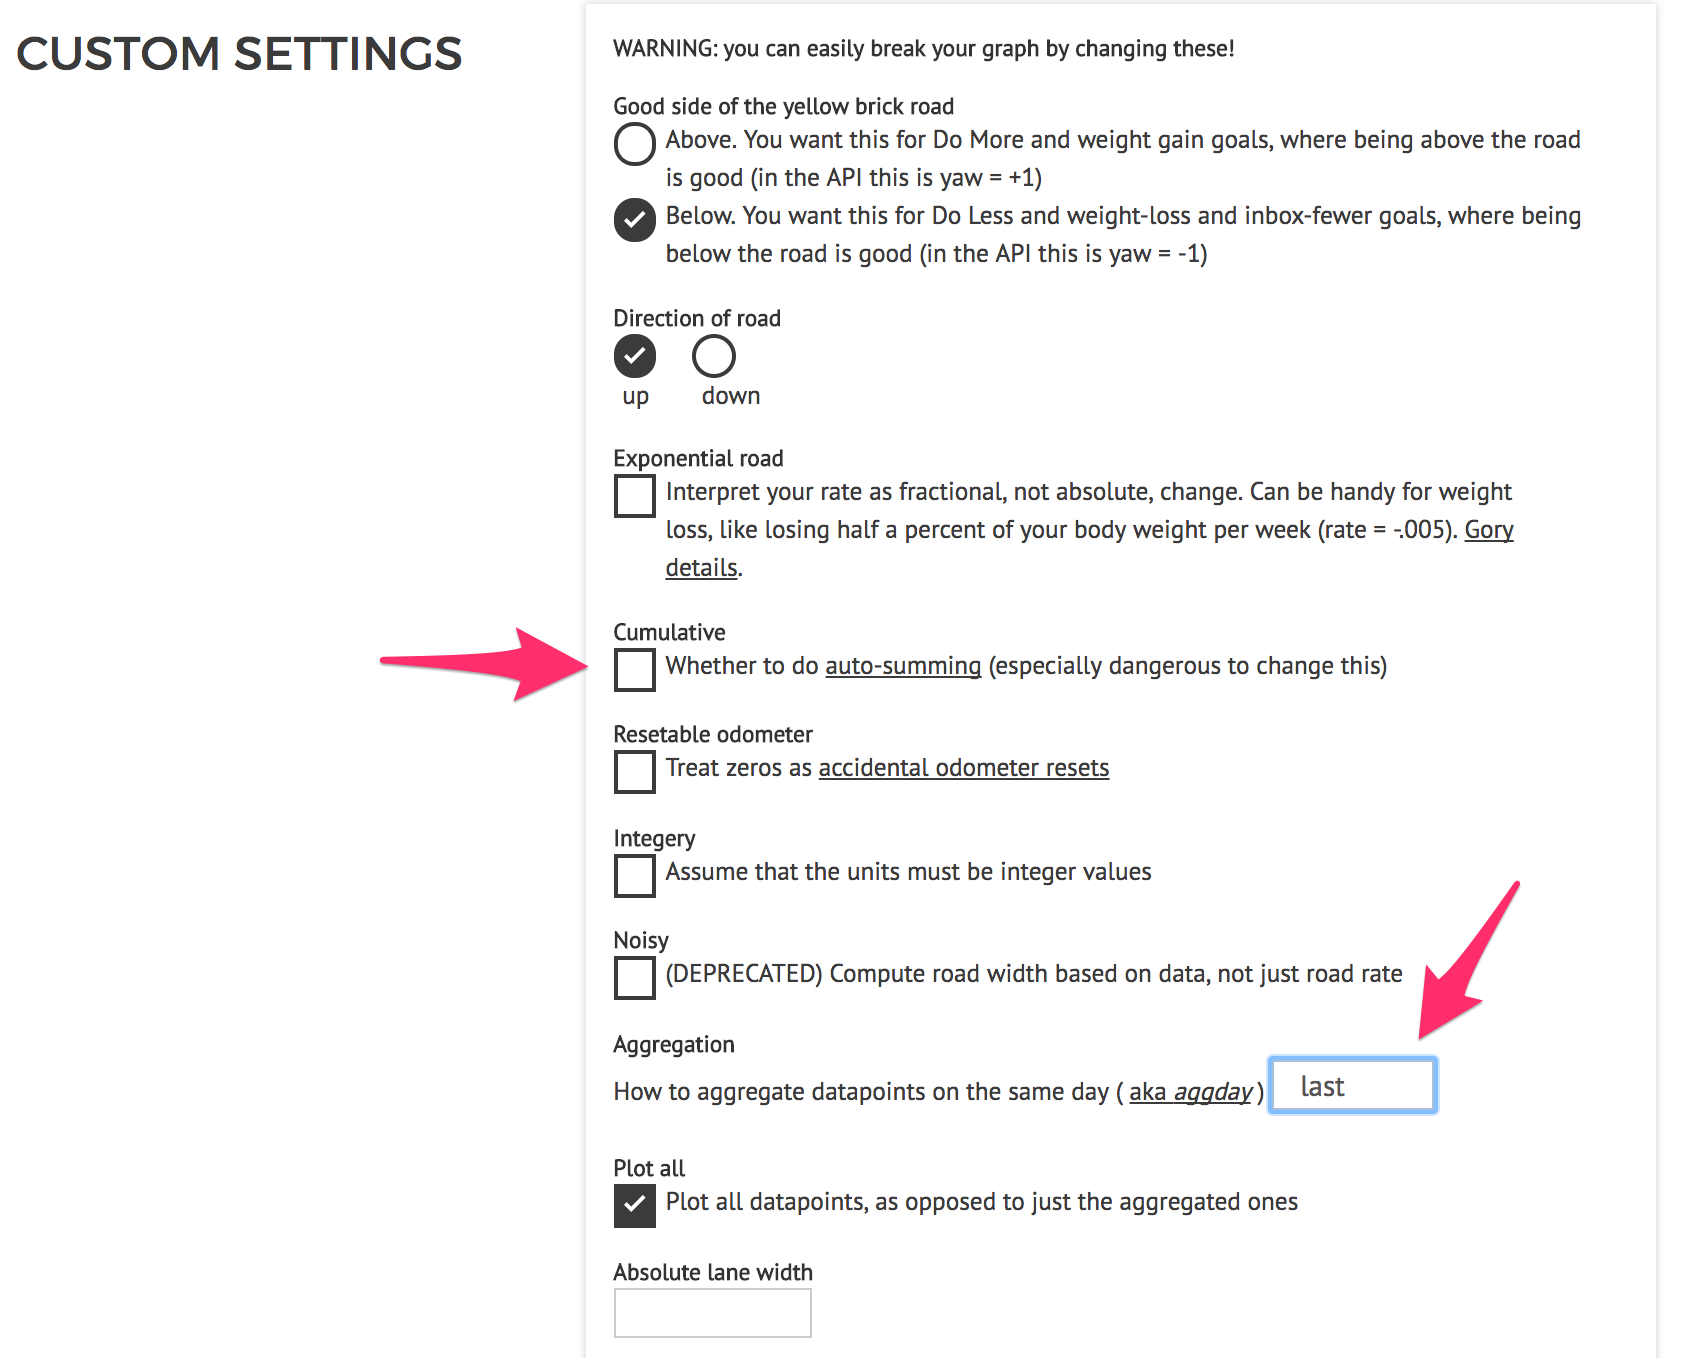 CUSTOM SETTINGS
WARNING: you can easily break your graph by changing these!
Good side of the yellow brick road
Above. You want this for Do More and weight gain goals, where being above the road
is good (in the API this is yaw = +1)
Below. You want this for Do Less and weight-loss and inbox-fewer goals, where being
below the road is good (in the API this is yaw = -1)
Direction of road
up down
Exponential road
Interpret your rate as fractional, not absolute, change. Can be handy for weight
loss, like losing half a percent of your body weight per week (rate = -.005). Gory
details.
Cumulative
Whether to do auto-summing (especially dangerous to change this)
Resetable odometer
Treat zeros as accidental odometer resets
Integery
Assume that the units must be integer values
Noisy
(DEPRECATED) Compute road width based on data, not just road rate
Aggregation
How to aggregate datapoints on the same day ( aka aggday ) last
Plot all
Plot all datapoints, as opposed to just the aggregated ones
Absolute lane width